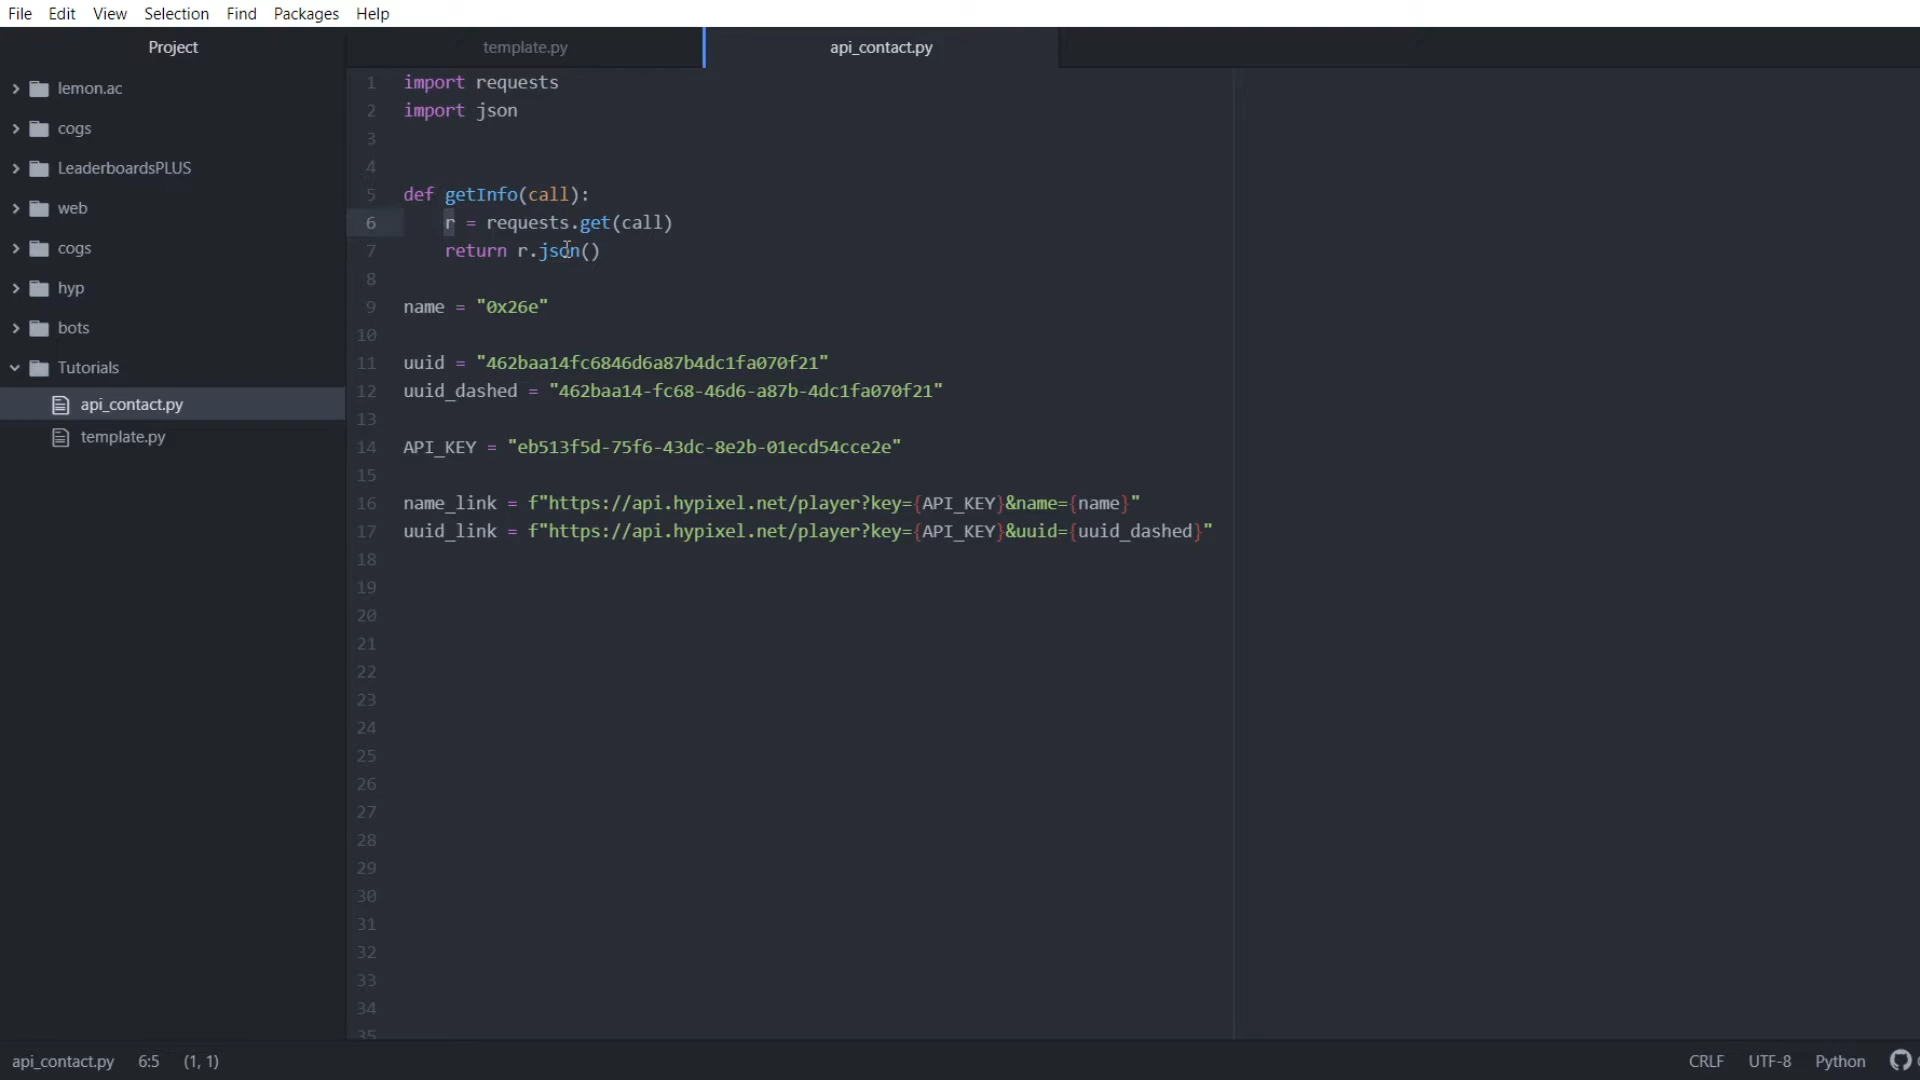 File Edit View Selection Find Packages Help
Project
template.py
api_contact.py
lemon.ac
cogs
LeaderboardsPLUS
web
cogs
hyp
bots
Tutorials
api_contact.py
template.py
1 import requests
2 import json
3
4
5 def getInfo(call):
6 r = requests.get(call)
7 return r.json()
8
9 name = "0x26e"
10
11 uuid = "462baa14fc6846d6a87b4dc1fa070f21"
12 uuid_dashed = "462baa14-fc68-46d6-a87b-4dc1fa070f21"
13
14 API_KEY = "eb513f5d-75f6-43dc-8e2b-01ecd54cce2e"
15
16 name_link = f"https://api.hypixel.net/player?key={API_KEY}&name={name}"
17 uuid_link = f"https://api.hypixel.net/player?key={API_KEY}&uuid={uuid_dashed}"
18
19
20
21
22
23
24
25
26
27
28
29
30
31
32
33
34
35
api_contact.py 6:5 (1, 1) CRLF UTF-8 Python